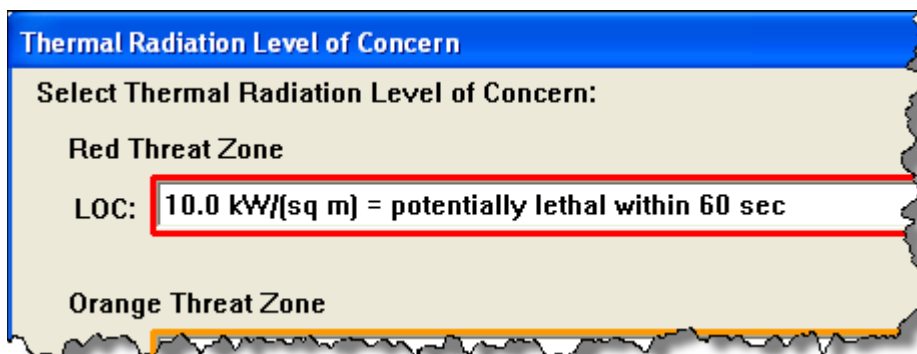 Thermal Radiation Level of Concern
Select Thermal Radiation Level of Concern:
Red Threat Zone
LOC: 10.0 kW/(sq m) = potentially lethal within 60 sec
Orange Threat Zone